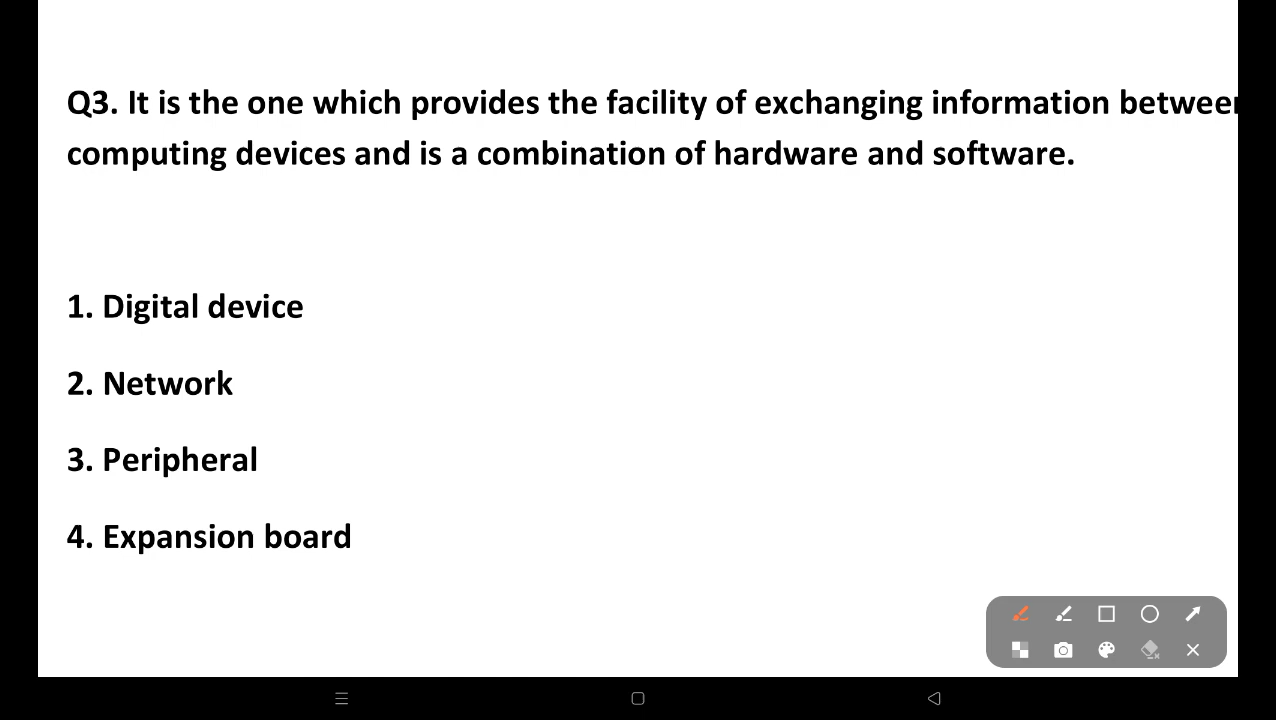 Q3. It is the one which provides the facility of exchanging information between
computing devices and is a combination of hardware and software.
1. Digital device
2. Network
3. Peripheral
4. Expansion board